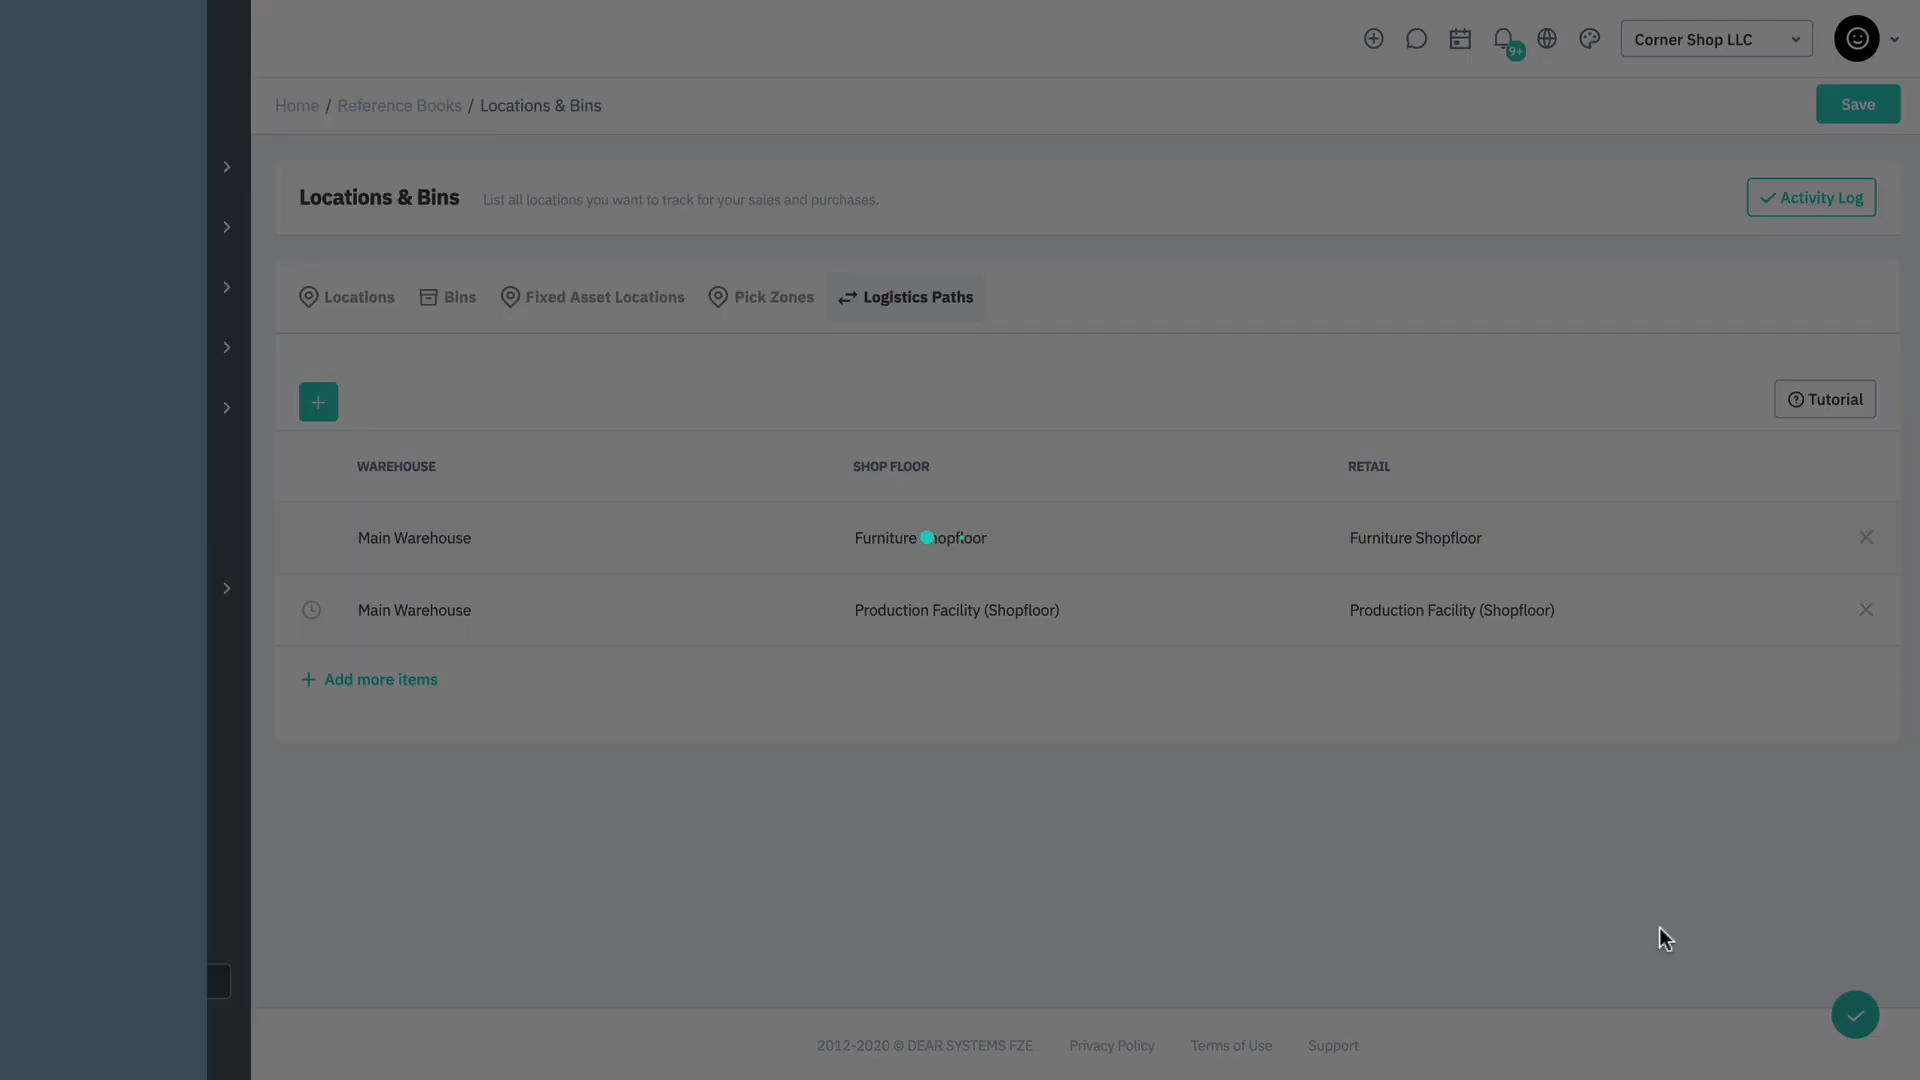 9+
Corner Shop LLC
Home / Reference Books / Locations & Bins
Save
Locations & Bins
List all locations you want to track for your sales and purchases.
Activity Log
Locations
Bins
Fixed Asset Locations
Pick Zones
Logistics Paths
+
Tutorial
WAREHOUSE
SHOP FLOOR
RETAIL
Main Warehouse
Furniture Shopfloor
Furniture Shopfloor
Main Warehouse
Production Facility (Shopfloor)
Production Facility (Shopfloor)
+ Add more items
2012-2020 © DEAR SYSTEMS FZE
Privacy Policy
Terms of Use
Support